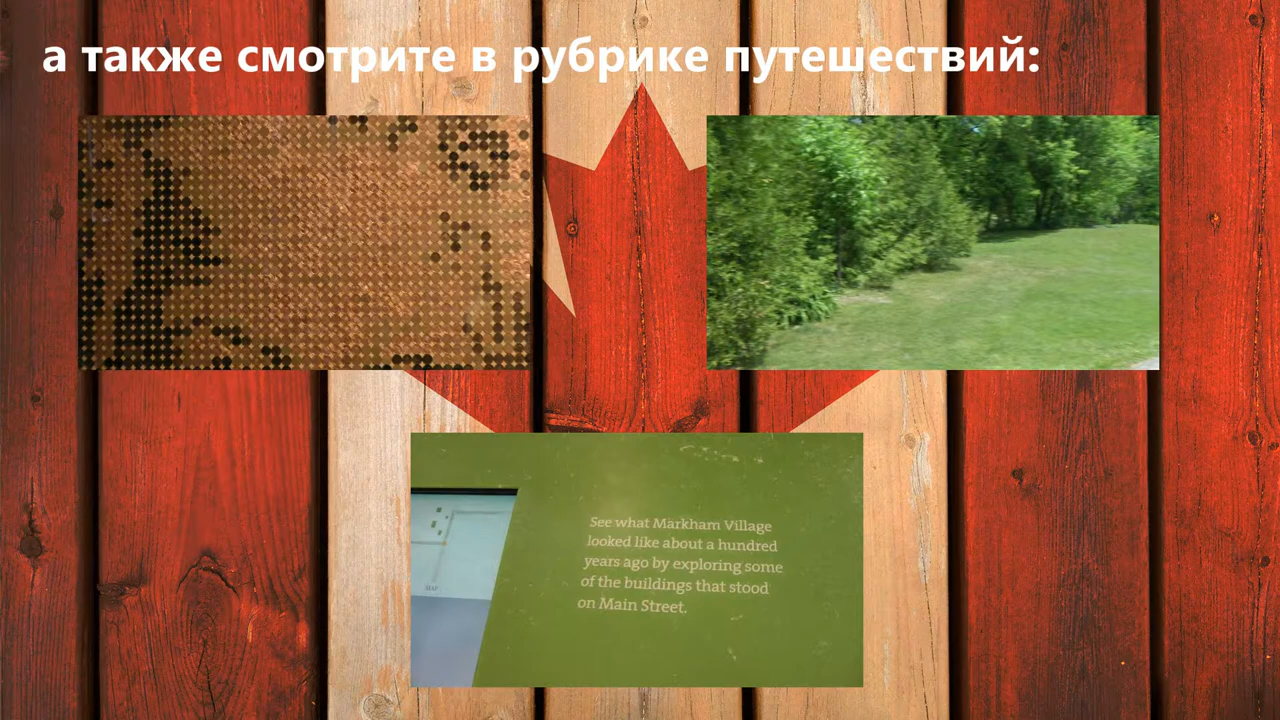 а также смотрите в рубрике путешествий:
See what Markham Village
looked like about a hundred
years ago by exploring some
of the buildings that stood
on Main Street.